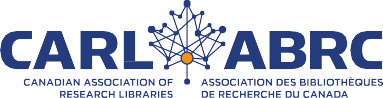 CARL ABRC
CANADIAN ASSOCIATION OF
RESEARCH LIBRARIES
ASSOCIATION DES BIBLIOTHÈQUES
DE RECHERCHE DU CANADA